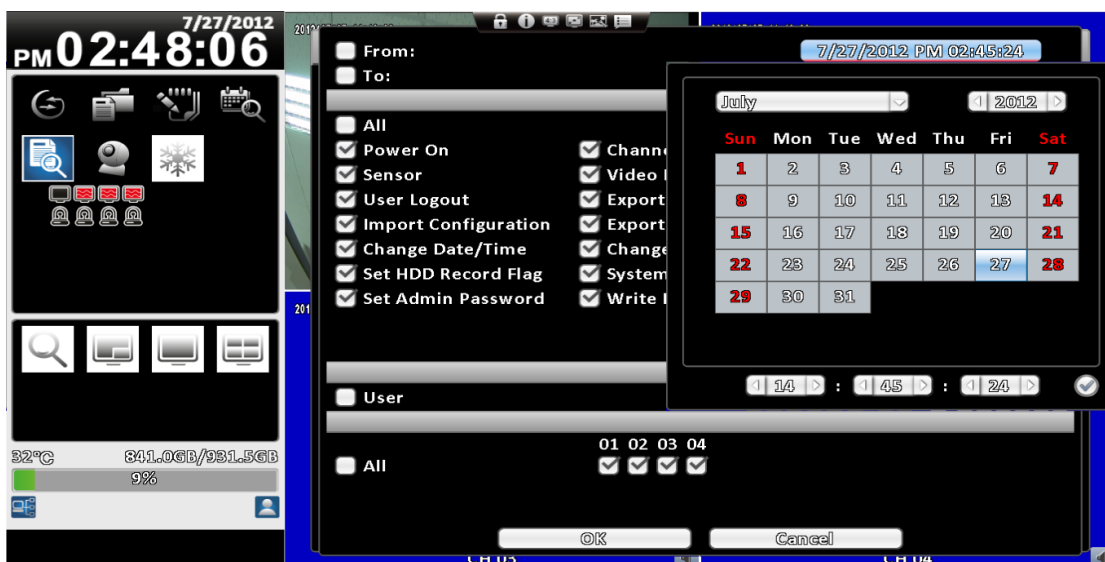 7/27/2012
PM 02:48:06
32°C 841.0GB/931.5GB
9%
From: 7/27/2012 PM 02:45:24
To:
All
Power On Channe
Sensor Video
User Logout Export
Import Configuration Export
Change Date/Time Change
Set HDD Record Flag System
Set Admin Password Write
User
01 02 03 04
All
OK Cancel
July 2012
Sun Mon Tue Wed Thu Fri Sat
1 2 3 4 5 6 7
8 9 10 11 12 13 14
15 16 17 18 19 20 21
22 23 24 25 26 27 28
29 30 31
14 : 45 : 24
CH 03 CH 04